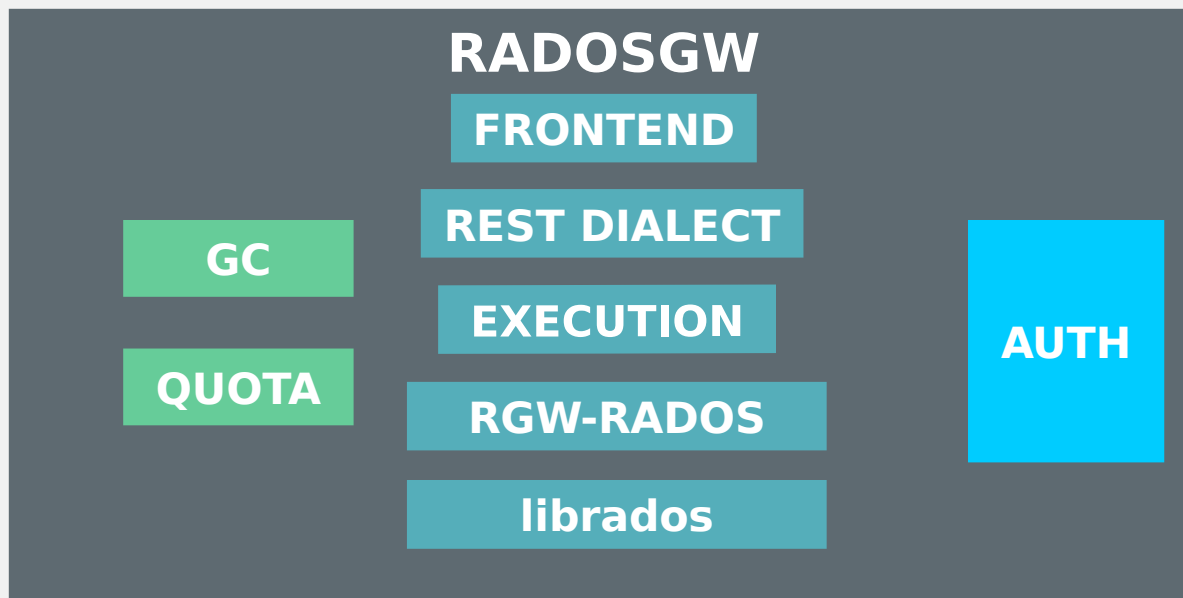 RADOSGW
FRONTEND
REST DIALECT
GC
EXECUTION
AUTH
QUOTA
RGW-RADOS
librados